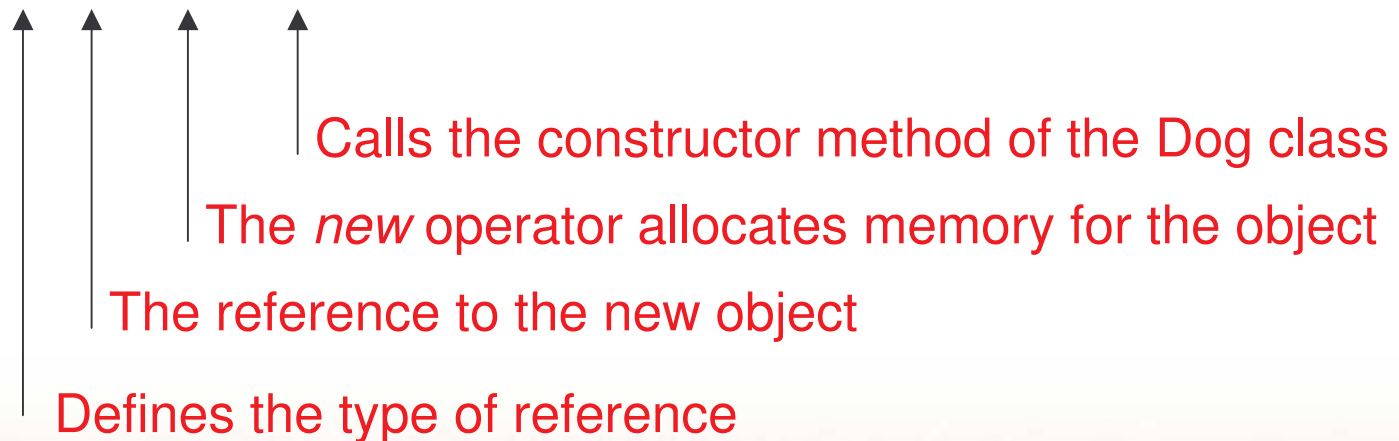 Calls the constructor method of the Dog class
The new operator allocates memory for the object
The reference to the new object
Defines the type of reference